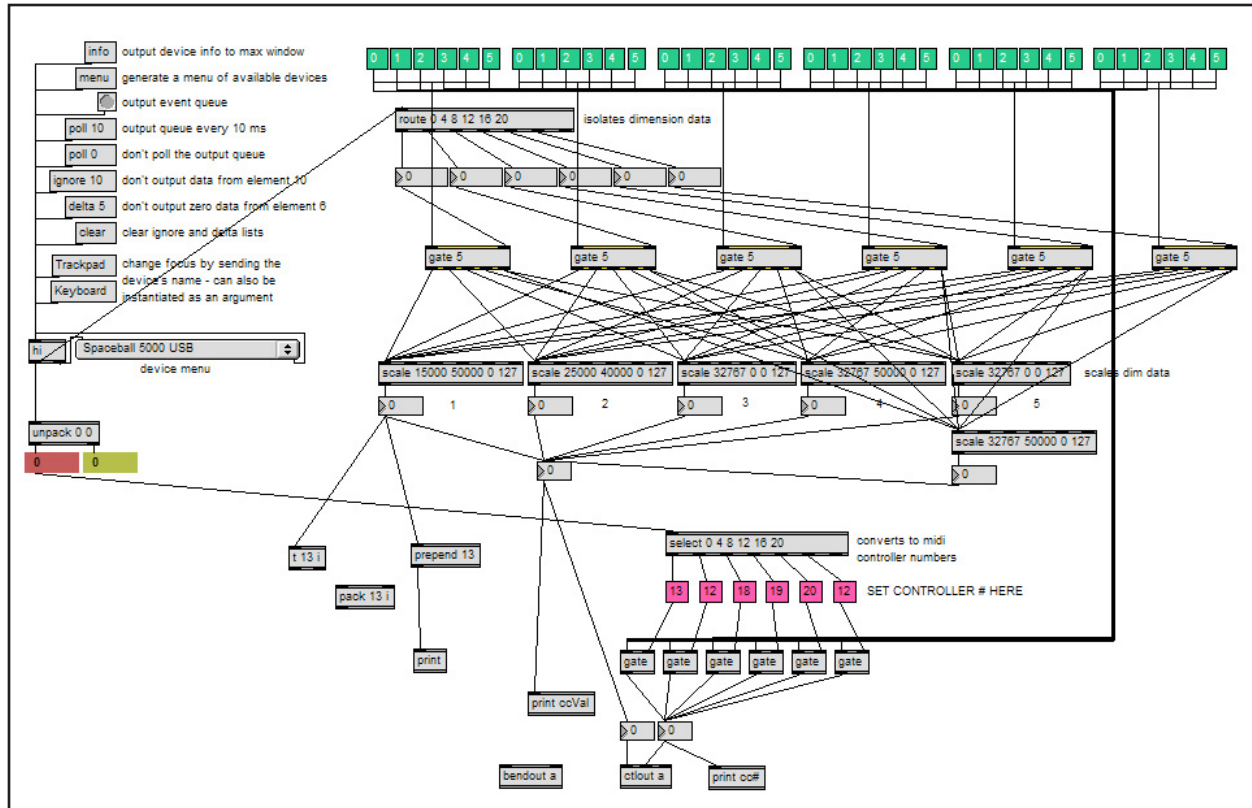 info output device info to max window
menu generate a menu of available devices
output event queue
poll 10 output queue every 10 ms
poll 0 don't poll the output queue
ignore 10 don't output data from element 10
delta 5 don't output zero data from element 6
clear clear ignore and delta lists
Trackpad change focus by sending the
Keyboard device's name - can also be
instantiated as an argument
hi Spaceball 5000 USB
device menu
unpack 0 0
0 0
0 1 2 3 4 5 0 1 2 3 4 5 0 1 2 3 4 5 0 1 2 3 4 5 0 1 2 3 4 5 0 1 2 3 4 5
route 0 4 8 12 16 20 isolates dimension data
0 0 0 0 0 0
gate 5 gate 5 gate 5 gate 5 gate 5 gate 5
scale 15000 50000 0 127 scale 25000 40000 0 127 scale 32767 0 0 127 scale 32767 50000 0 127 scale 32767 0 0 127 scales dim data
0 1 0 2 0 3 0 4 0 5
scale 32767 50000 0 127
0 0
t 13 i prepend 13
pack 13 i
print
select 0 4 8 12 16 20 converts to midi
controller numbers
13 12 18 19 20 12 SET CONTROLLER # HERE
gate gate gate gate gate gate
print ccVal
0 0
bendout a ctlout a print cc#